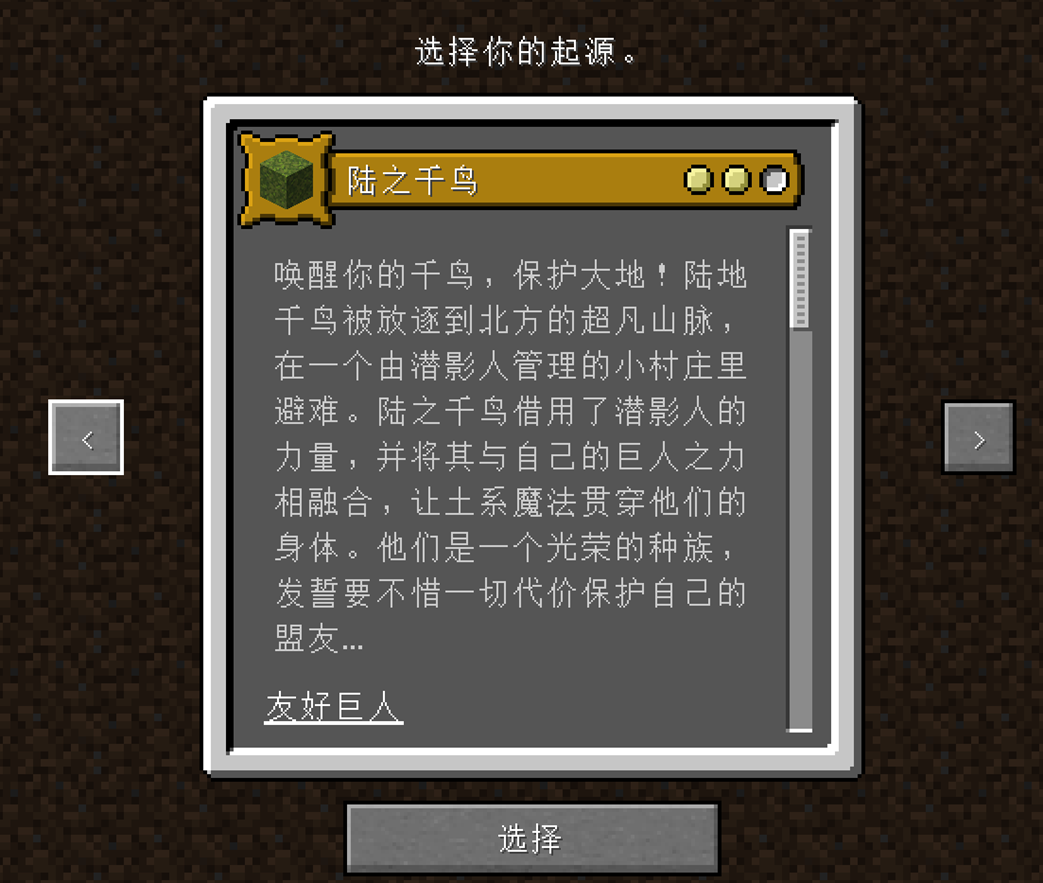 选择你的起源。
陆之千鸟
唤醒你的千鸟，保护大地！陆地
千鸟被放逐到北方的超凡山脉，
在一个由潜影人管理的小村庄里
避难。陆之千鸟借用了潜影人的
力量，并将其与自己的巨人之力
相融合，让土系魔法贯穿他们的
身体。他们是一个光荣的种族，
发誓要不惜一切代价保护自己的
盟友…
友好巨人
<
>
选择